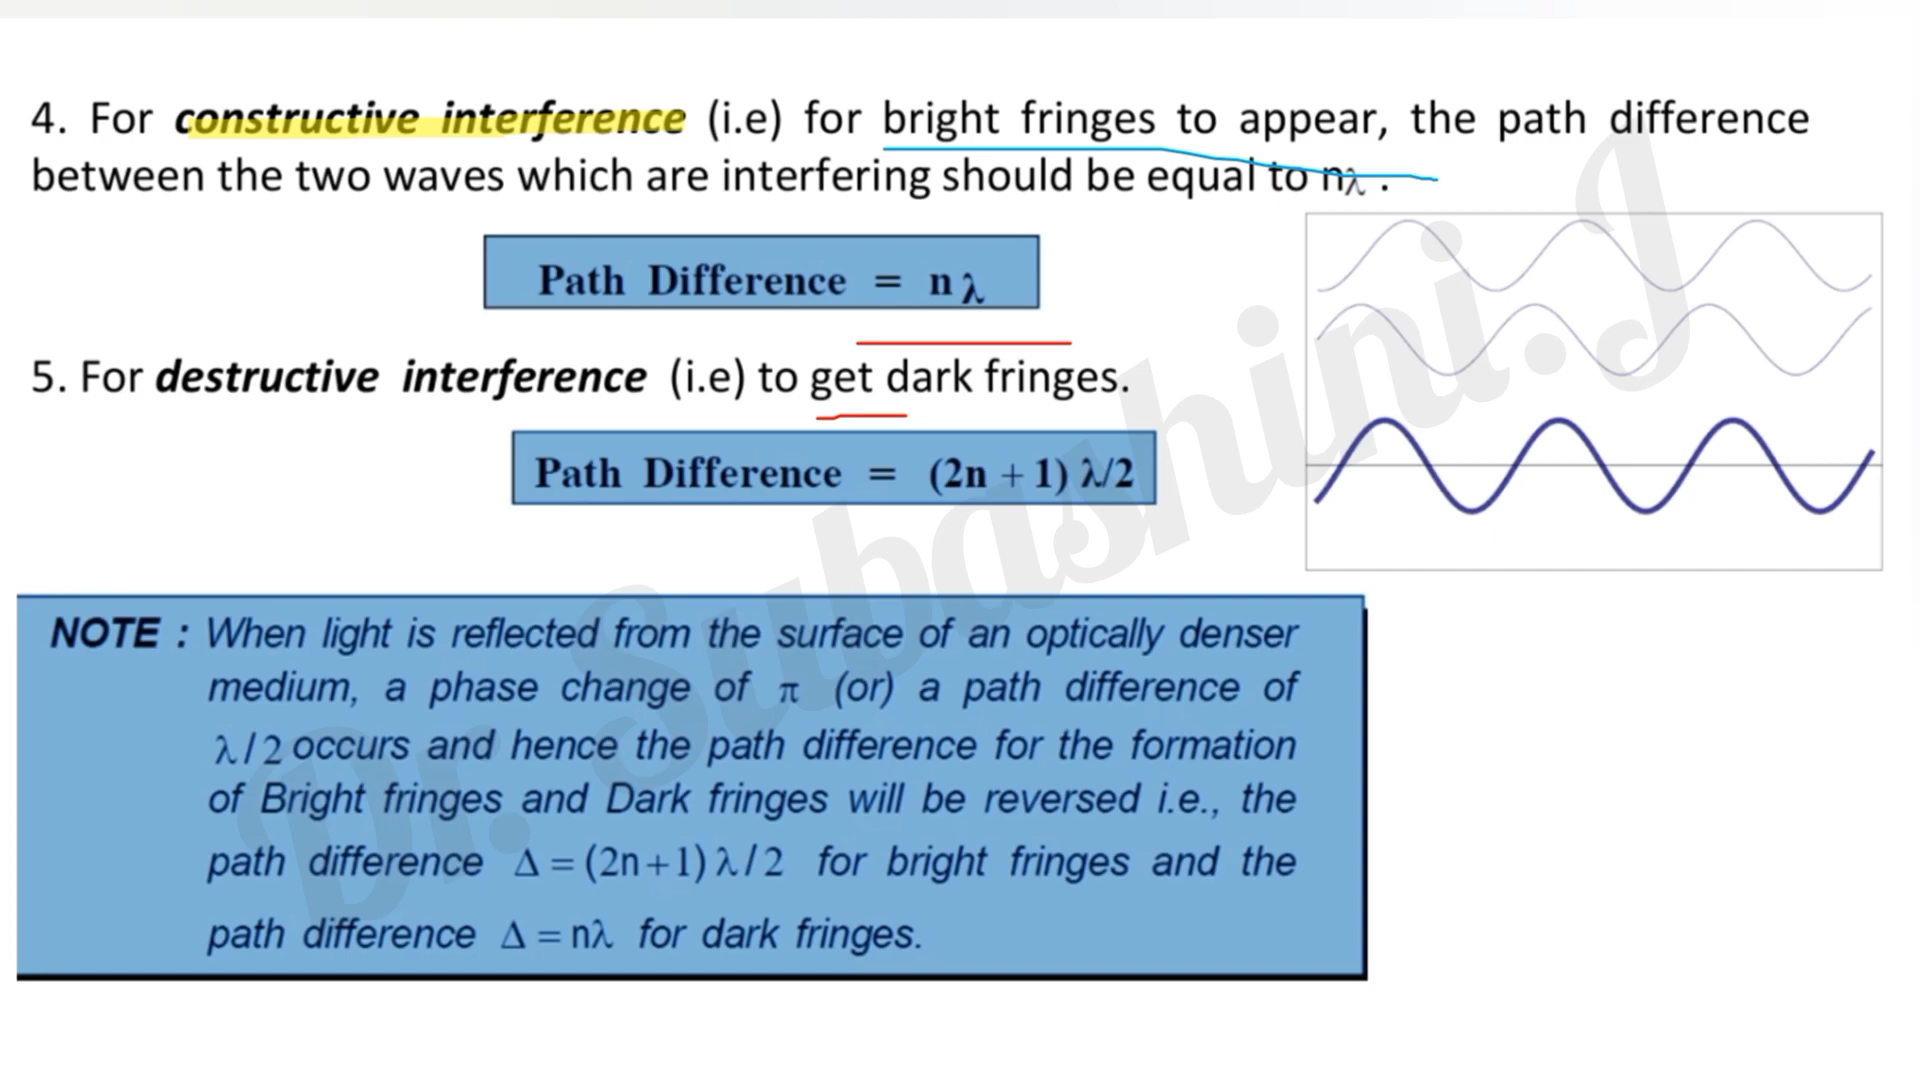 4. For constructive interference (i.e) for bright fringes to appear, the path difference
between the two waves which are interfering should be equal to nλ .
Path Difference = n λ
5. For destructive interference (i.e) to get dark fringes.
Path Difference = (2n + 1) λ/2
NOTE : When light is reflected from the surface of an optically denser
medium, a phase change of π (or) a path difference of
λ/2 occurs and hence the path difference for the formation
of Bright fringes and Dark fringes will be reversed i.e., the
path difference Δ = (2n+1) λ/2 for bright fringes and the
path difference Δ = nλ for dark fringes.
Dr. Subashini.J